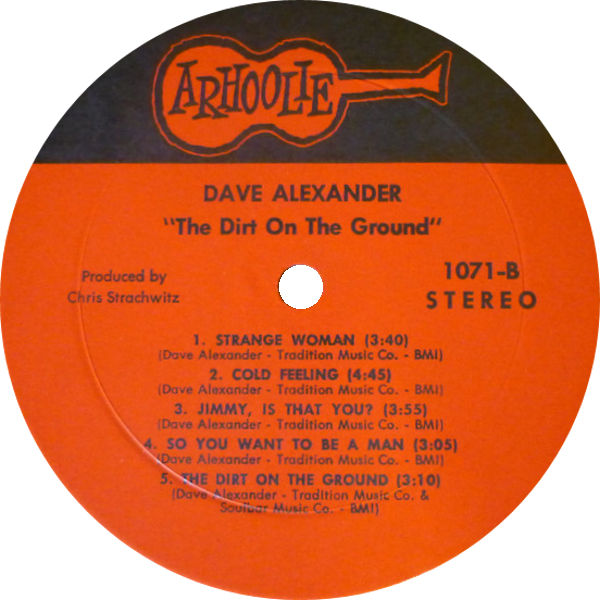 ARHOOLIE
DAVE ALEXANDER
"The Dirt On The Ground"
Produced by
Chris Strachwitz
1071-B
STEREO
1. STRANGE WOMAN (3:40)
(Dave Alexander - Tradition Music Co. - BMI)
2. COLD FEELING (4:45)
(Dave Alexander - Tradition Music Co. - BMI)
3. JIMMY, IS THAT YOU? (3:55)
(Dave Alexander - Tradition Music Co. - BMI)
4. SO YOU WANT TO BE A MAN (3:05)
(Dave Alexander - Tradition Music Co. - BMI)
5. THE DIRT ON THE GROUND (3:10)
(Dave Alexander - Tradition Music Co. &
Soulbar Music Co. - BMI)